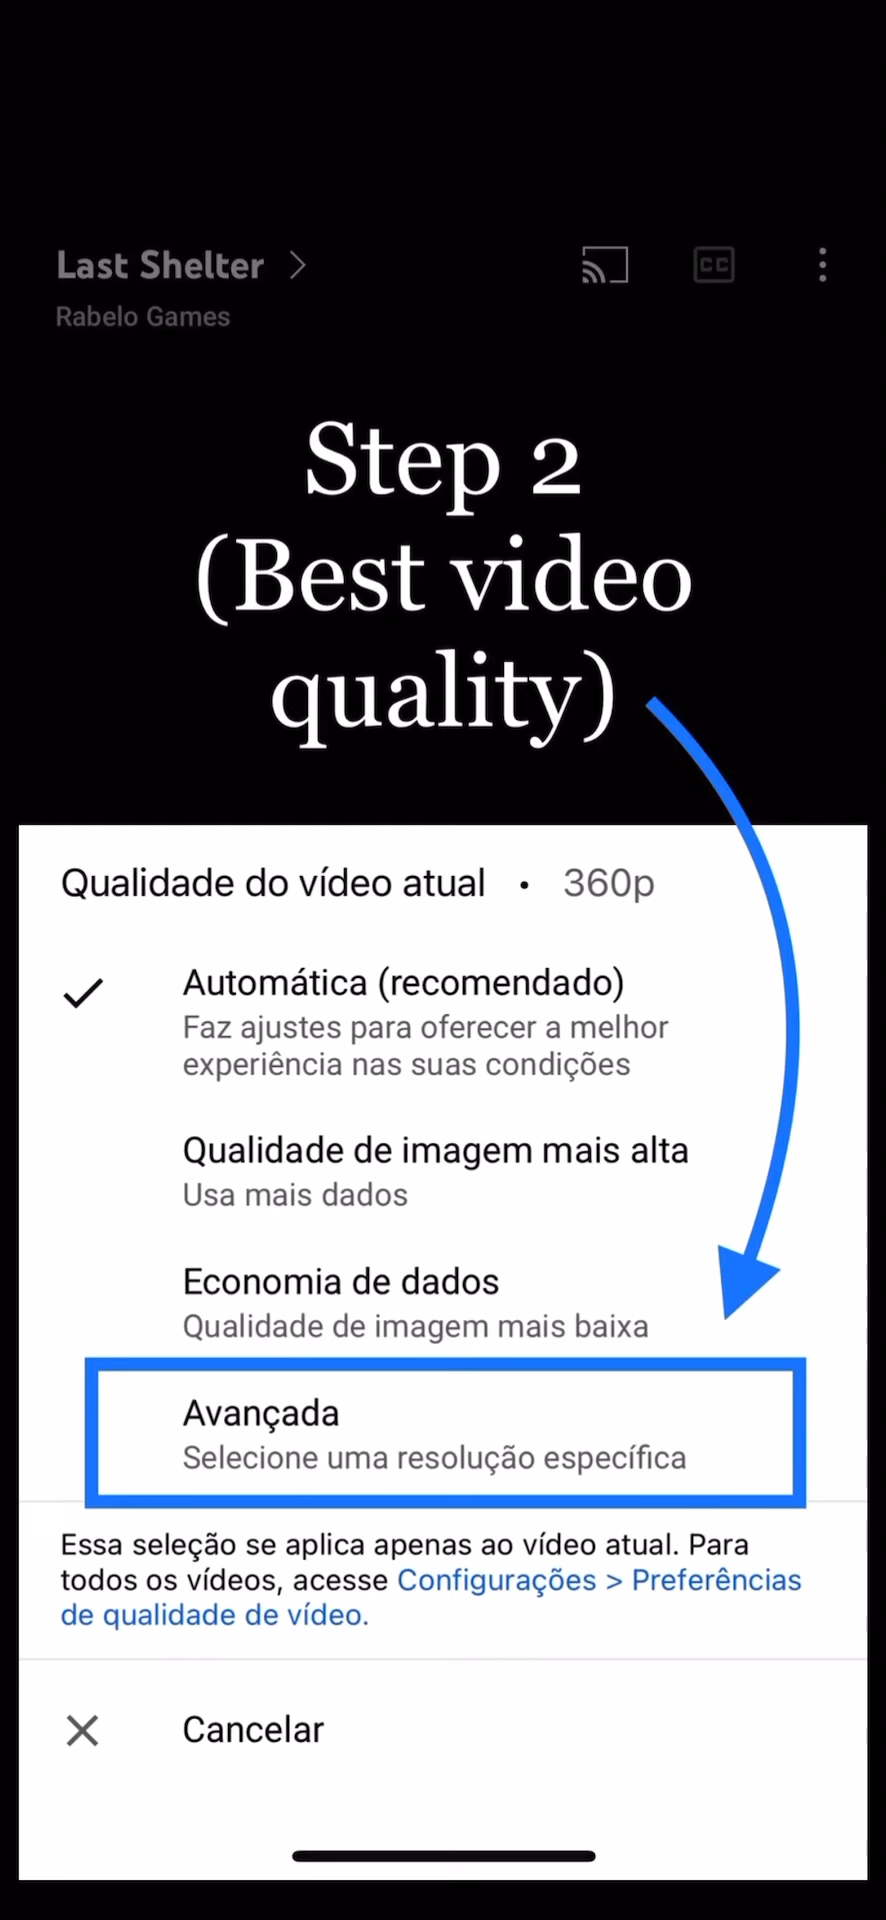 Last Shelter
CC
Rabelo Games
Step 2
(Best video
quality)
Qualidade do vídeo atual • 360p
Automática (recomendado)
Faz ajustes para oferecer a melhor
experiência nas suas condições
Qualidade de imagem mais alta
Usa mais dados
Economia de dados
Qualidade de imagem mais baixa
Avançada
Selecione uma resolução específica
Essa seleção se aplica apenas ao vídeo atual. Para
todos os vídeos, acesse Configurações > Preferências
de qualidade de vídeo.
Cancelar